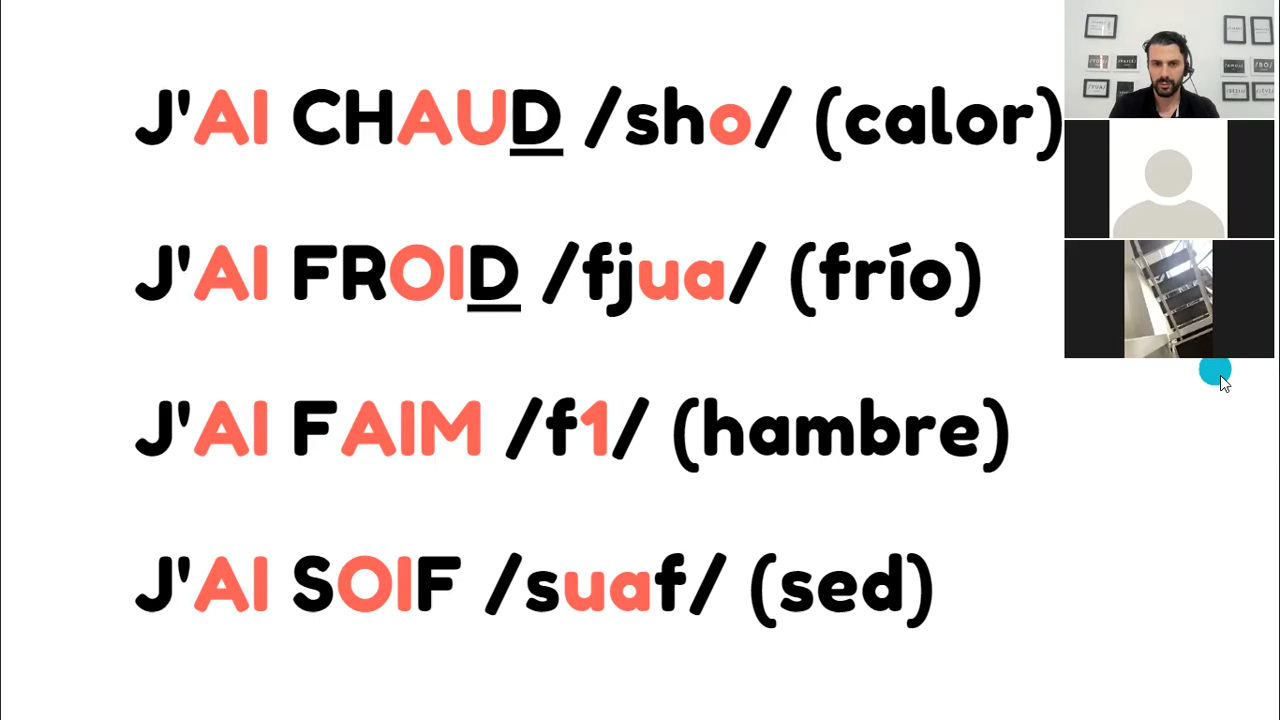 J'AI CHAUD /sho/ (calor)
J'AI FROID /fjua/ (frío)
J'AI FAIM /f1/ (hambre)
J'AI SOIF /suaf/ (sed)